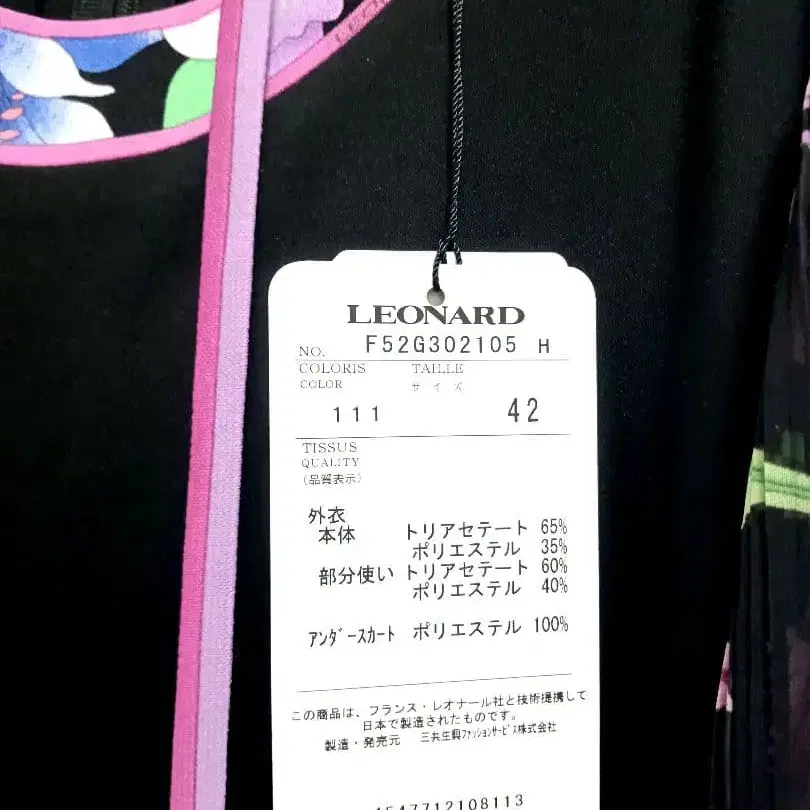 LEONARD
NO. F52G302105 H
COLORIS TAILLE
COLOR サイズ
111 42
TISSUS
QUALITY
(品質表示)
外衣
本体 トリアセテート 65%
ポリエステル 35%
部分使い トリアセテート 60%
ポリエステル 40%
アンダースカート ポリエステル 100%
この商品は、フランス・レオナール社と技術提携して
日本で製造されたものです。
製造・発売元 三共生興ファッションサービス株式会社
4547712108113